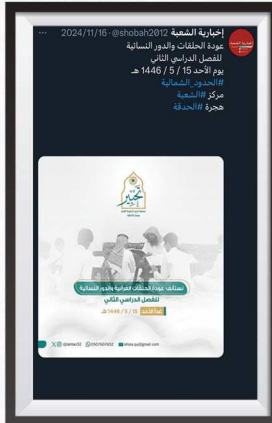 إخبارية الشعبة @shobah2012 · 2024/11/16 ...
عودة الحلقات والدور النسائية
للفصل الدراسي الثاني
يوم الأحد 15 / 5 / 1446 هـ
#الحدود_الشمالية
مركز #الشعبة
هجرة #الحدقة
تحبير
نستأنف عودة الحلقات القرآنية والدور النسائية
للفصل الدراسي الثاني
غداً الأحد 15 / 5 / 1446 هـ